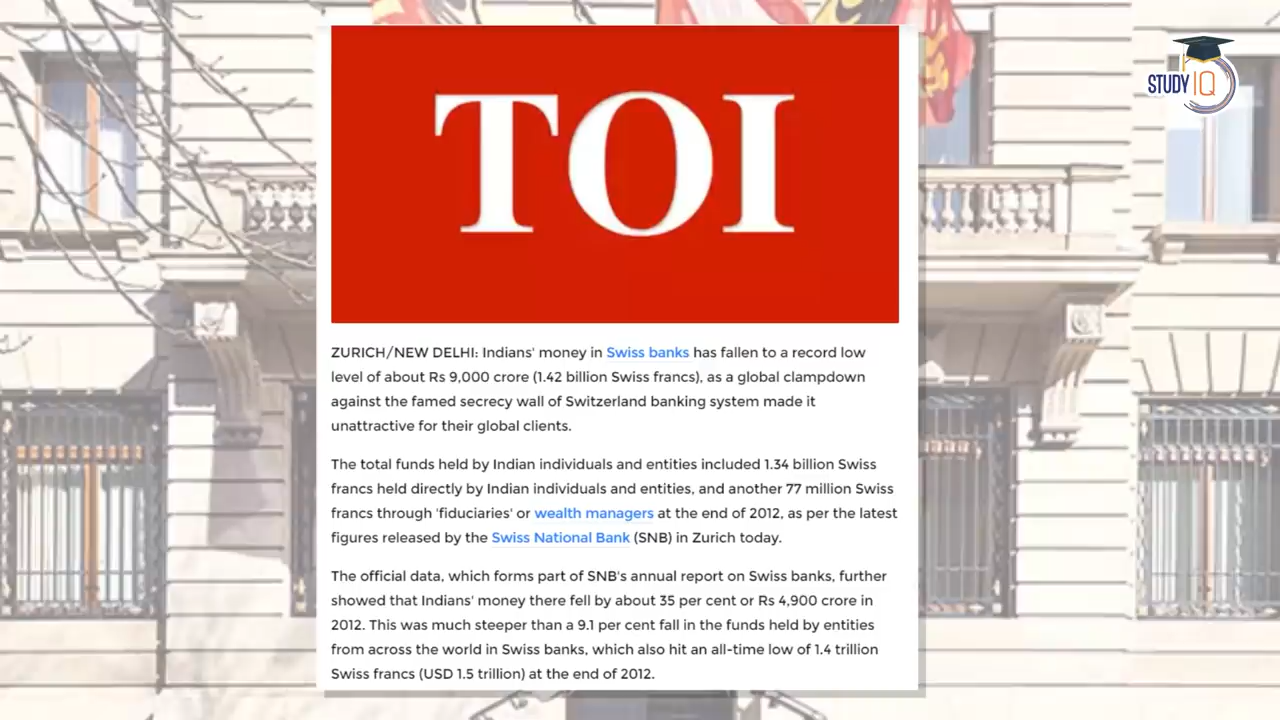 TOI
STUDY IQ
ZURICH/NEW DELHI: Indians' money in Swiss banks has fallen to a record low
level of about Rs 9,000 crore (1.42 billion Swiss francs), as a global clampdown
against the famed secrecy wall of Switzerland banking system made it
unattractive for their global clients.
The total funds held by Indian individuals and entities included 1.34 billion Swiss
francs held directly by Indian individuals and entities, and another 77 million Swiss
francs through 'fiduciaries' or wealth managers at the end of 2012, as per the latest
figures released by the Swiss National Bank (SNB) in Zurich today.
The official data, which forms part of SNB's annual report on Swiss banks, further
showed that Indians' money there fell by about 35 per cent or Rs 4,900 crore in
2012. This was much steeper than a 9.1 per cent fall in the funds held by entities
from across the world in Swiss banks, which also hit an all-time low of 1.4 trillion
Swiss francs (USD 1.5 trillion) at the end of 2012.